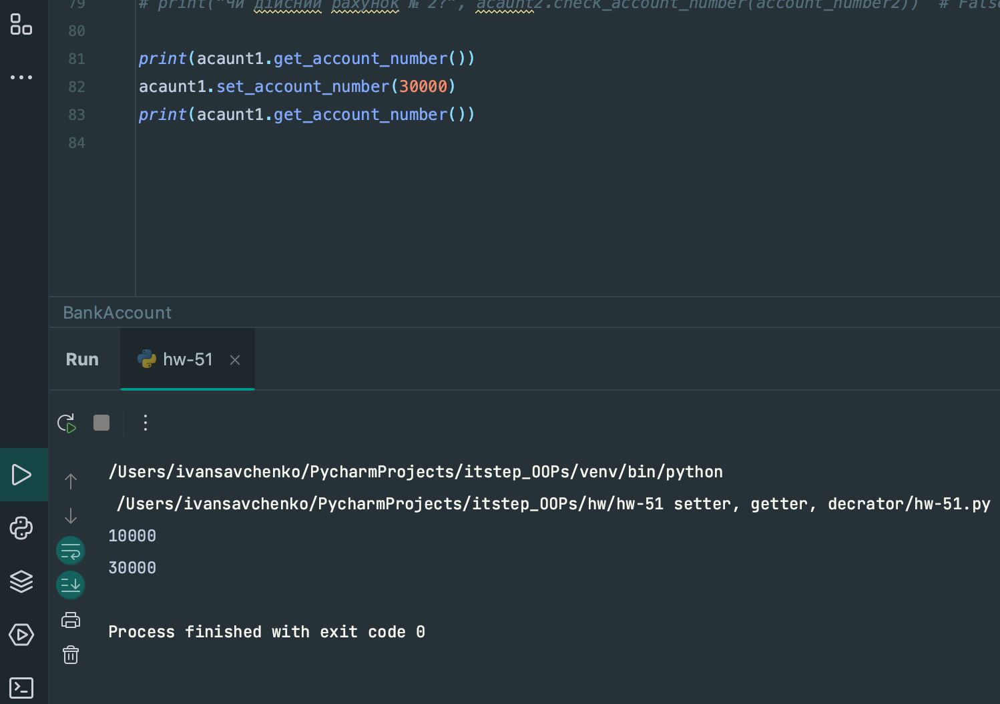 79 # print("Чи дійсний рахунок № 2?", acaunt2.check_account_number(account_number2)) # False
80
81 print(acaunt1.get_account_number())
82 acaunt1.set_account_number(30000)
83 print(acaunt1.get_account_number())
84
BankAccount
Run hw-51
/Users/ivansavchenko/PycharmProjects/itstep_OOPs/venv/bin/python
/Users/ivansavchenko/PycharmProjects/itstep_OOPs/hw/hw-51 setter, getter, decrator/hw-51.py
10000
30000
Process finished with exit code 0